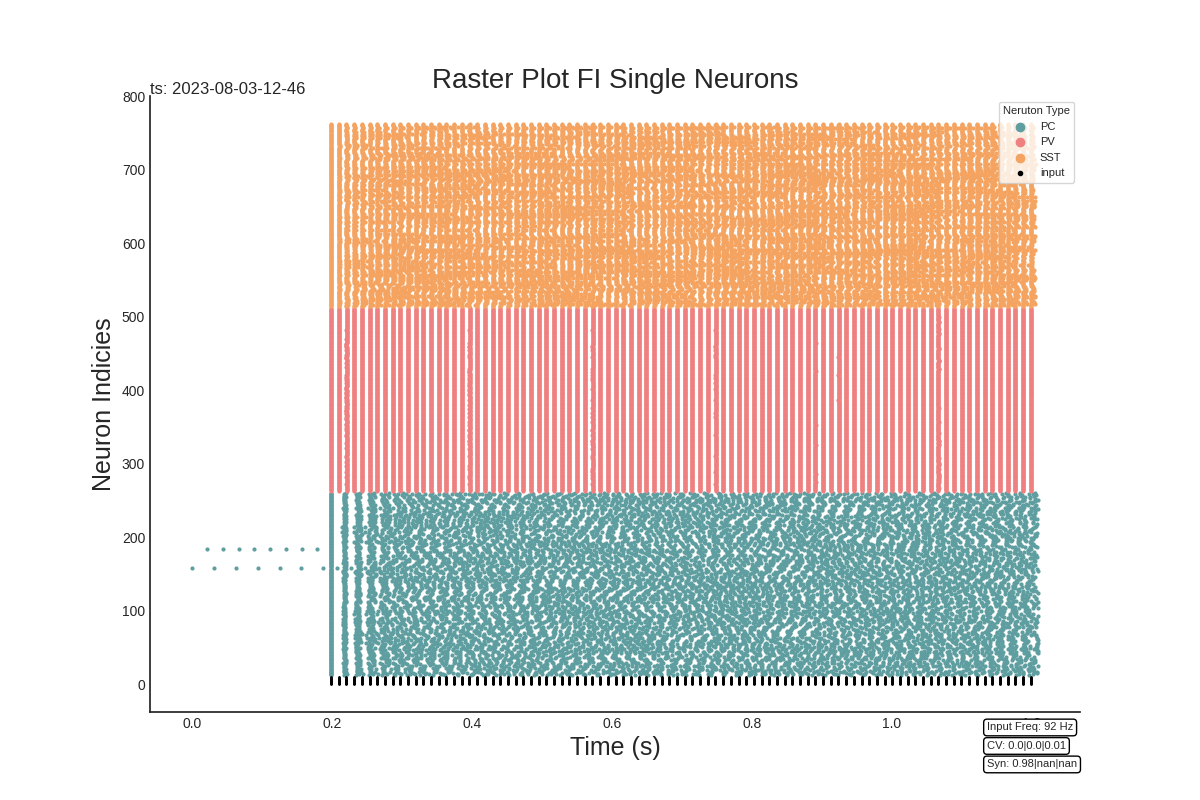 Raster Plot FI Single Neurons
ts: 2023-08-03-12-46
Neruton Type
PC
PV
SST
input
800
700
600
500
400
300
200
100
0
Neuron Indicies
0.0 0.2 0.4 0.6 0.8 1.0
Time (s)
Input Freq: 92 Hz
CV: 0.0|0.0|0.01
Syn: 0.98|nan|nan